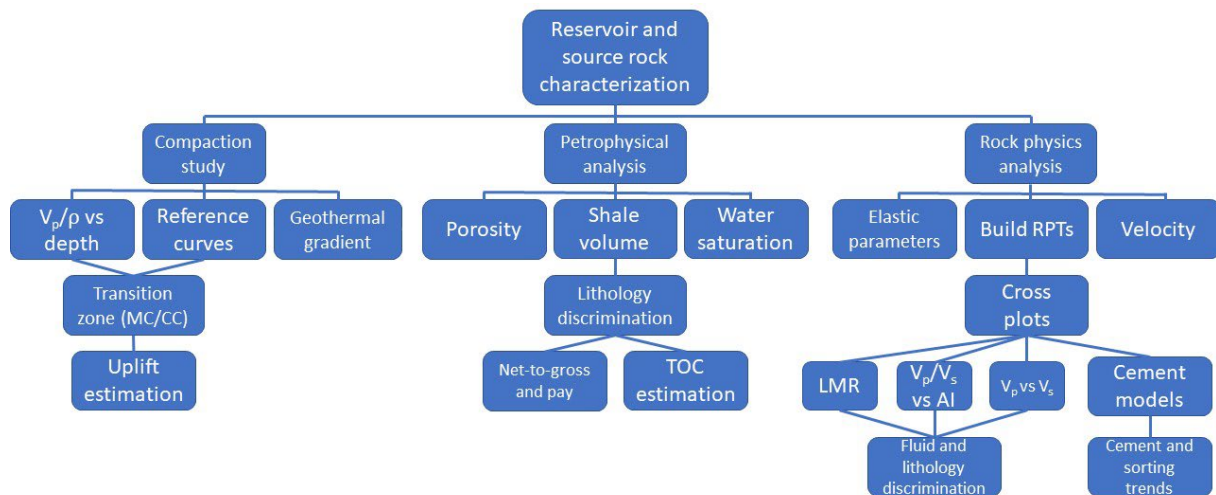 Reservoir and
source rock
characterization
Compaction
study
Petrophysical
analysis
Rock physics
analysis
Vp/ρ vs
depth
Reference
curves
Geothermal
gradient
Porosity
Shale
volume
Water
saturation
Elastic
parameters
Build RPTs
Velocity
Transition
zone (MC/CC)
Lithology
discrimination
Cross
plots
Uplift
estimation
Net-to-gross
and pay
TOC
estimation
LMR
Vp/Vs
vs AI
Vp vs Vs
Cement
models
Fluid and
lithology
discrimination
Cement and
sorting
trends